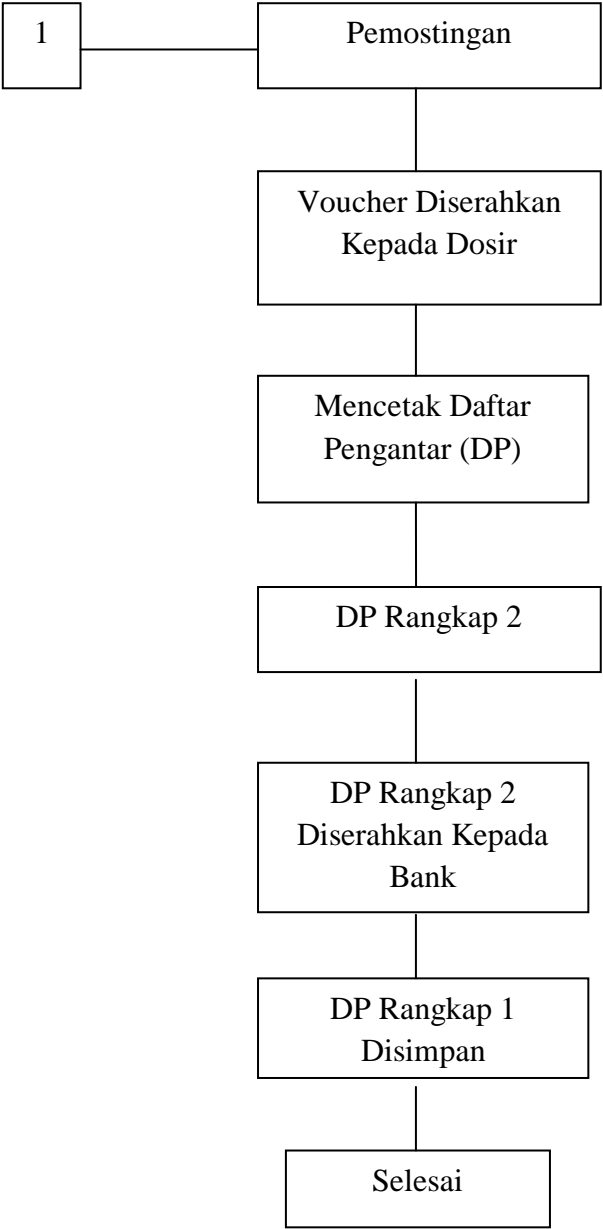 1
Pemostingan
Voucher Diserahkan
Kepada Dosir
Mencetak Daftar
Pengantar (DP)
DP Rangkap 2
DP Rangkap 2
Diserahkan Kepada
Bank
DP Rangkap 1
Disimpan
Selesai